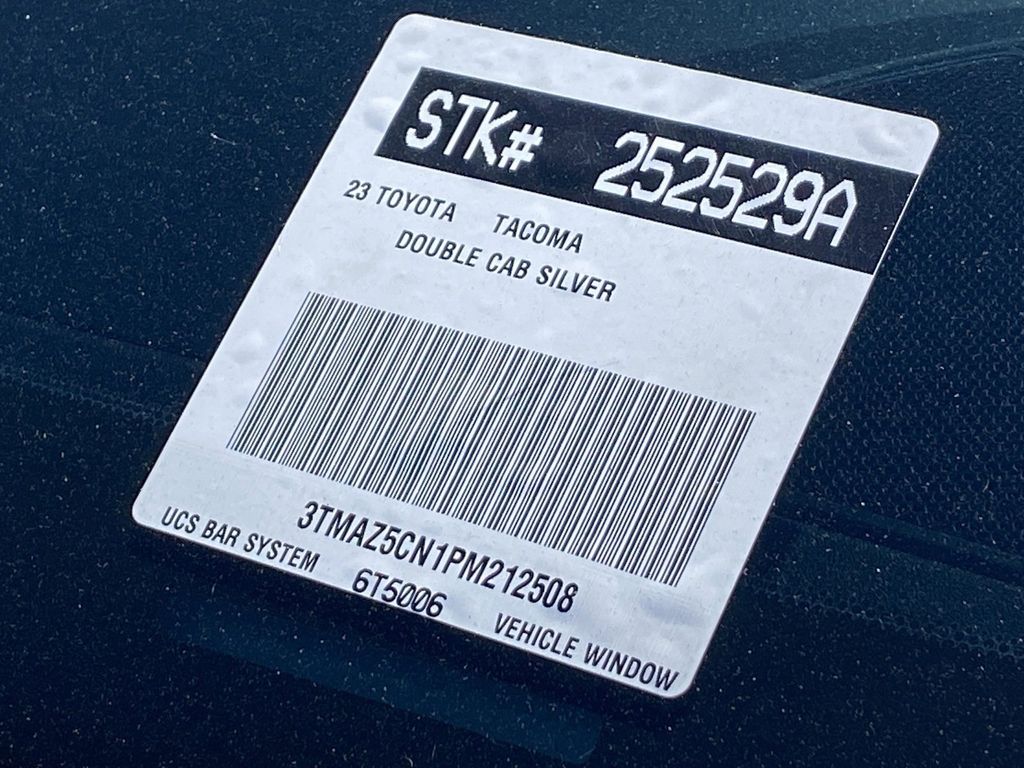 STK# 252529A
23 TOYOTA TACOMA
DOUBLE CAB SILVER
3TMAZ5CN1PM212508
UCS BAR SYSTEM 6T5006 VEHICLE WINDOW